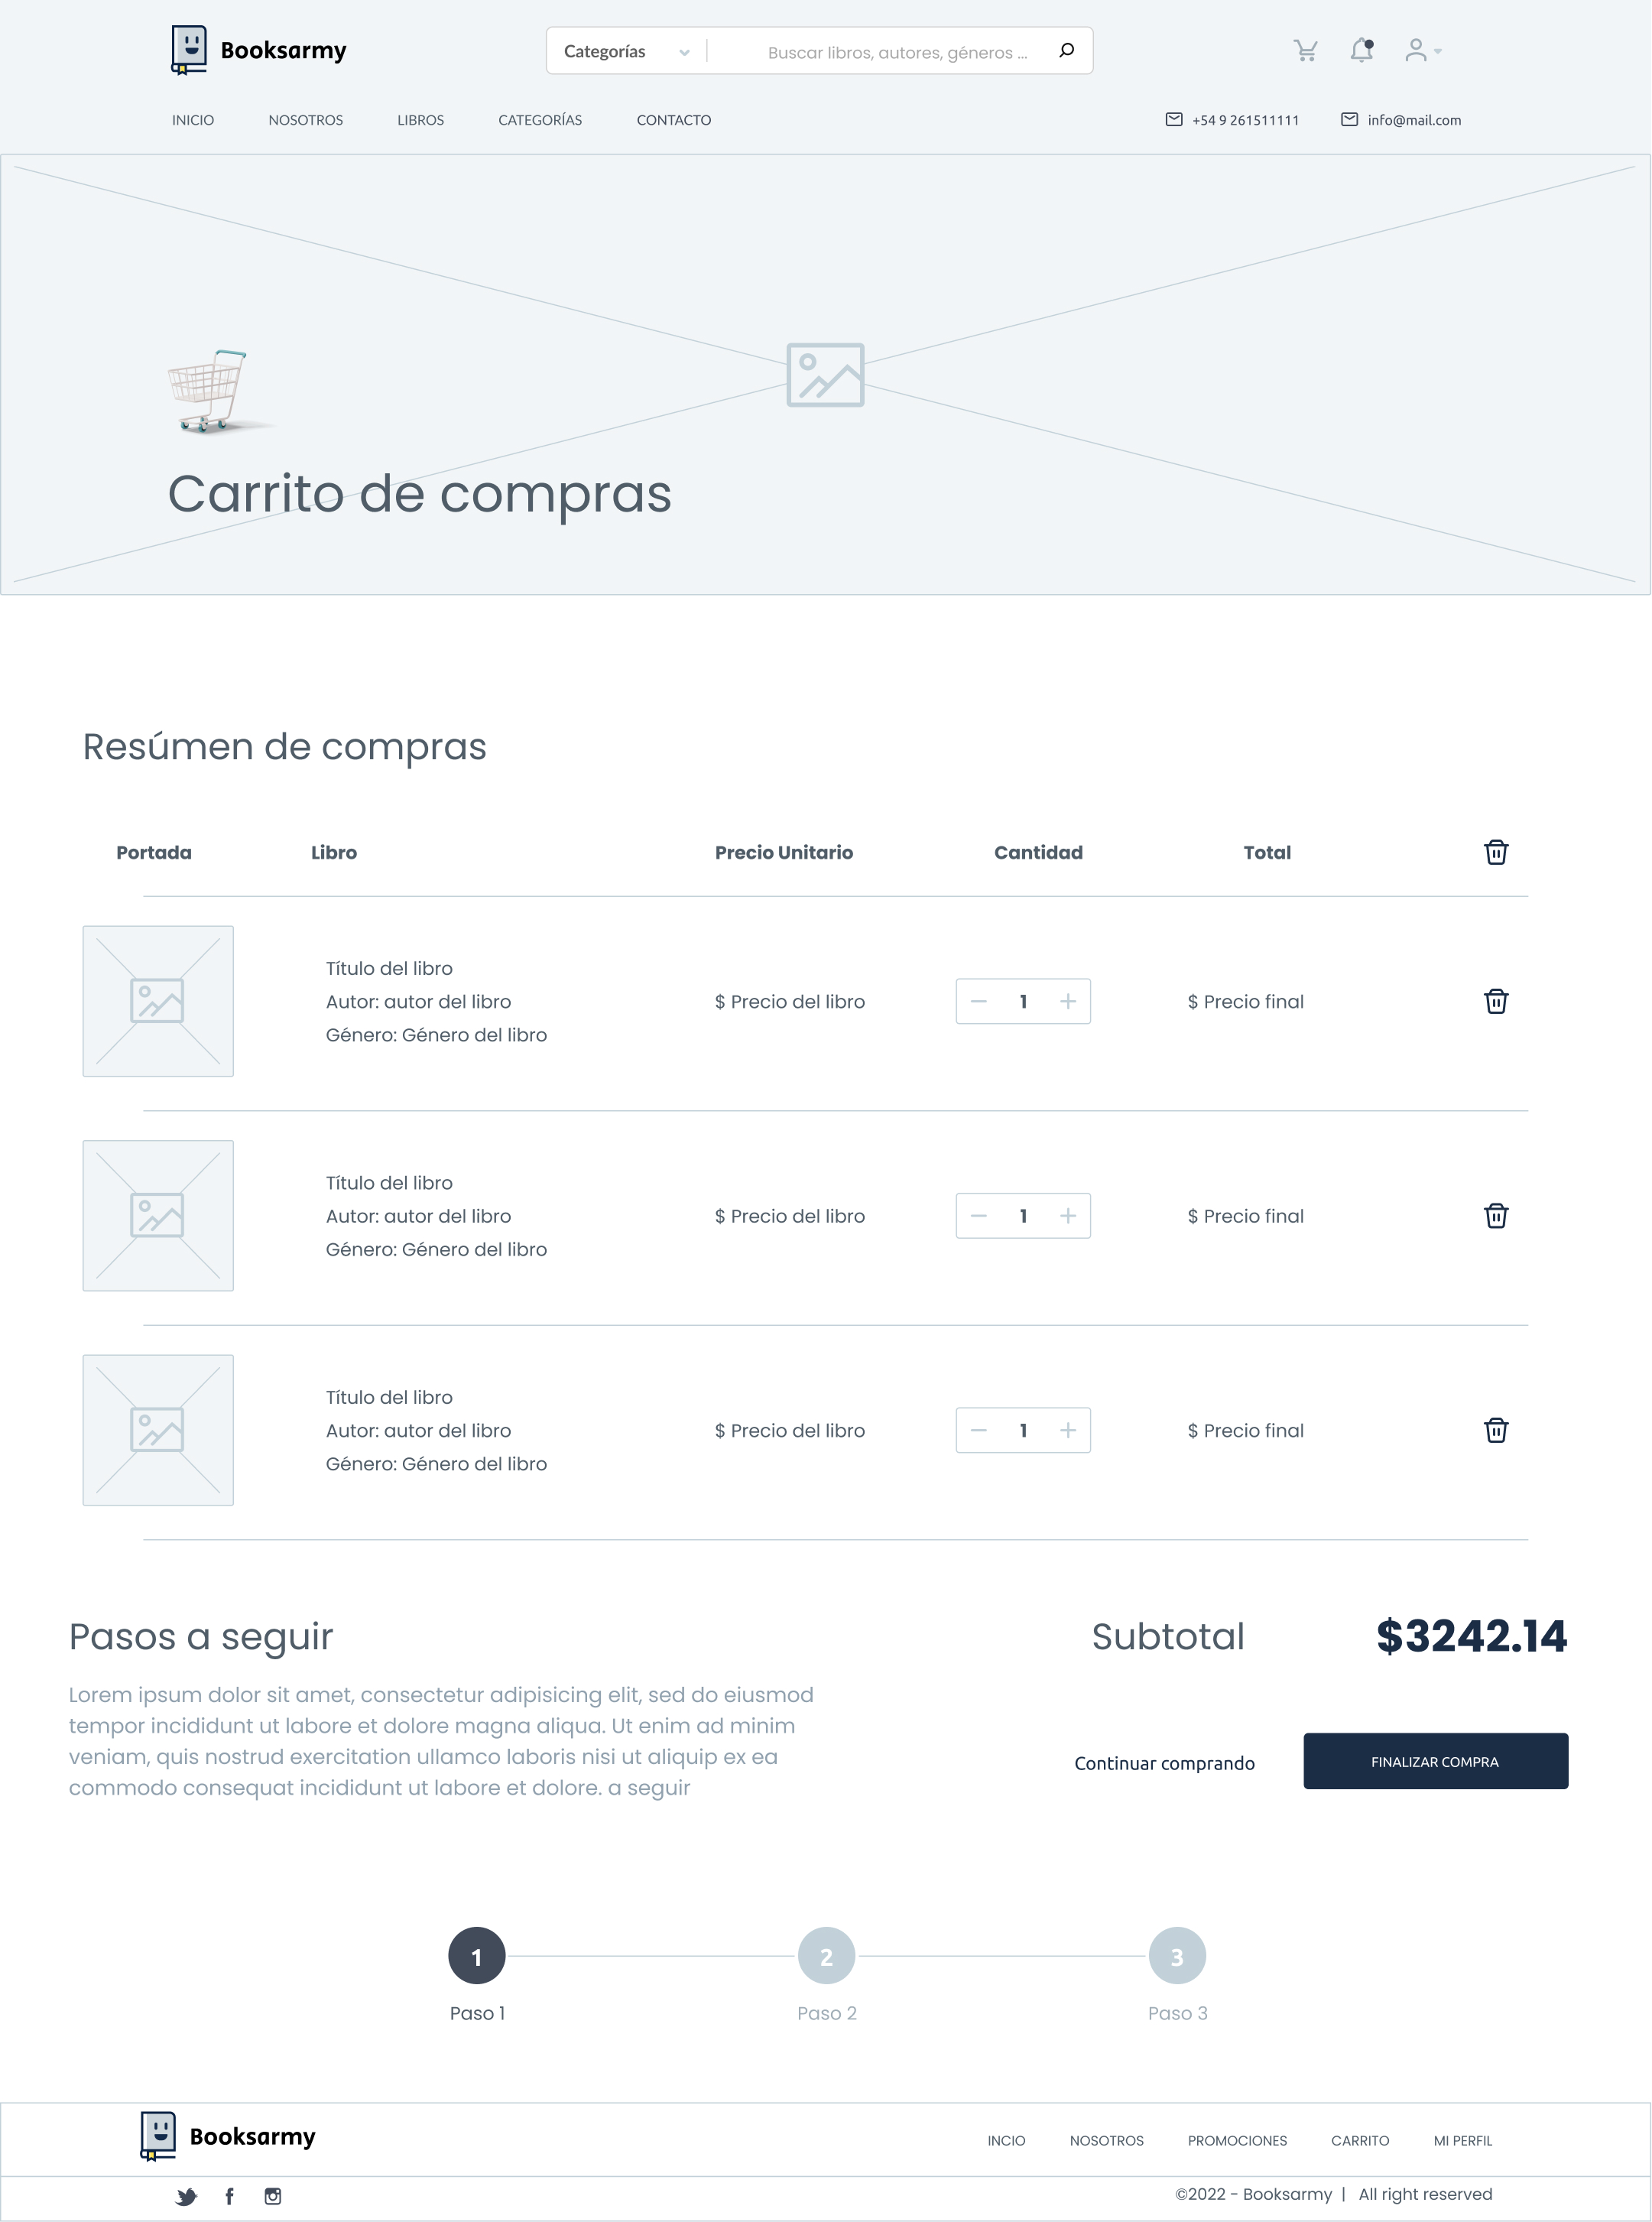 Booksarmy
Categorías
Buscar libros, autores, géneros ...
INICIO NOSOTROS LIBROS CATEGORÍAS CONTACTO
+54 9 261511111 info@mail.com
Carrito de compras
Resúmen de compras
Portada Libro Precio Unitario Cantidad Total
Título del libro
Autor: autor del libro
Género: Género del libro
$ Precio del libro
1
$ Precio final
Título del libro
Autor: autor del libro
Género: Género del libro
$ Precio del libro
1
$ Precio final
Título del libro
Autor: autor del libro
Género: Género del libro
$ Precio del libro
1
$ Precio final
Pasos a seguir
Lorem ipsum dolor sit amet, consectetur adipisicing elit, sed do eiusmod
tempor incididunt ut labore et dolore magna aliqua. Ut enim ad minim
veniam, quis nostrud exercitation ullamco laboris nisi ut aliquip ex ea
commodo consequat incididunt ut labore et dolore. a seguir
Subtotal $3242.14
Continuar comprando FINALIZAR COMPRA
1 2 3
Paso 1 Paso 2 Paso 3
Booksarmy
INCIO NOSOTROS PROMOCIONES CARRITO MI PERFIL
©2022 - Booksarmy | All right reserved